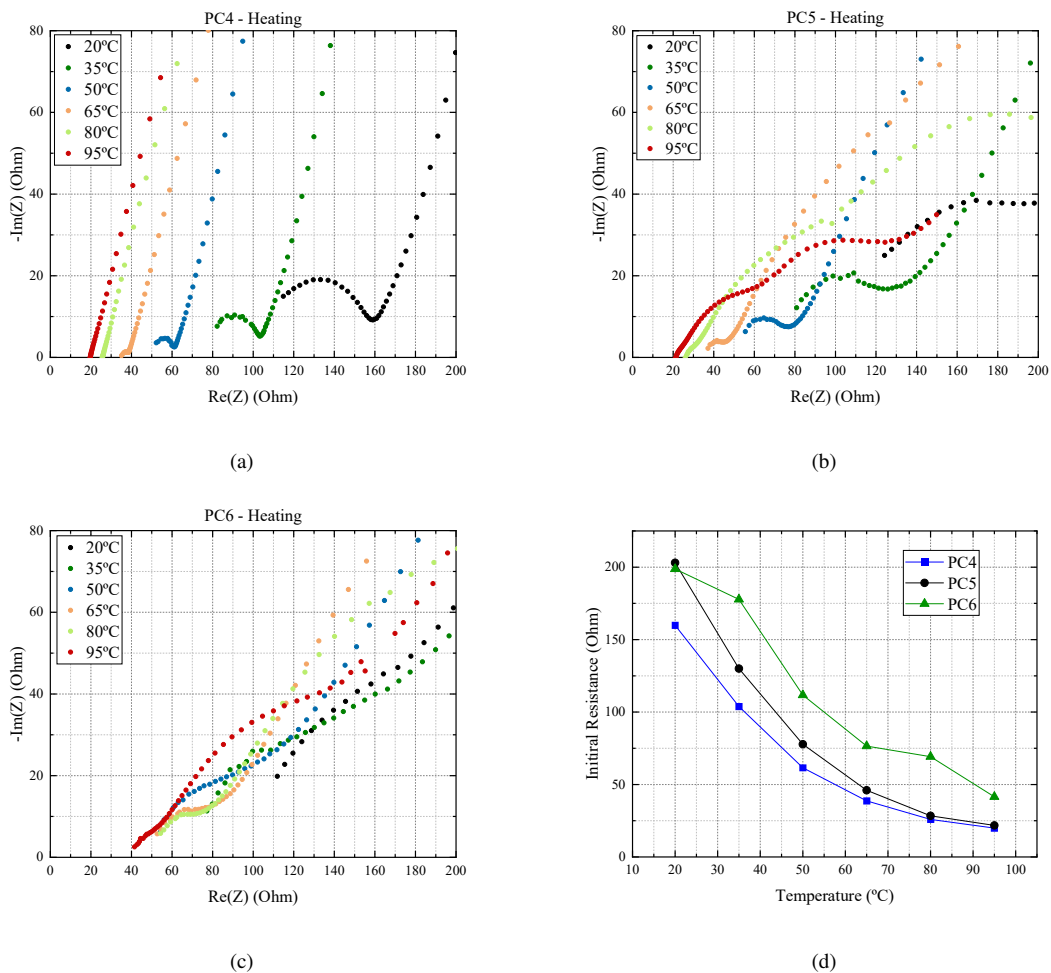 PC4 - Heating
80
60
40
20
0
-Im(Z) (Ohm)
20ºC
35ºC
50ºC
65ºC
80ºC
95ºC
0 20 40 60 80 100 120 140 160 180 200
Re(Z) (Ohm)
(a)
PC5 - Heating
80
60
40
20
0
-Im(Z) (Ohm)
20ºC
35ºC
50ºC
65ºC
80ºC
95ºC
0 20 40 60 80 100 120 140 160 180 200
Re(Z) (Ohm)
(b)
PC6 - Heating
80
60
40
20
0
-Im(Z) (Ohm)
20ºC
35ºC
50ºC
65ºC
80ºC
95ºC
0 20 40 60 80 100 120 140 160 180 200
Re(Z) (Ohm)
(c)
200
150
100
50
0
Initiral Resistance (Ohm)
PC4
PC5
PC6
10 20 30 40 50 60 70 80 90 100
Temperature (ºC)
(d)